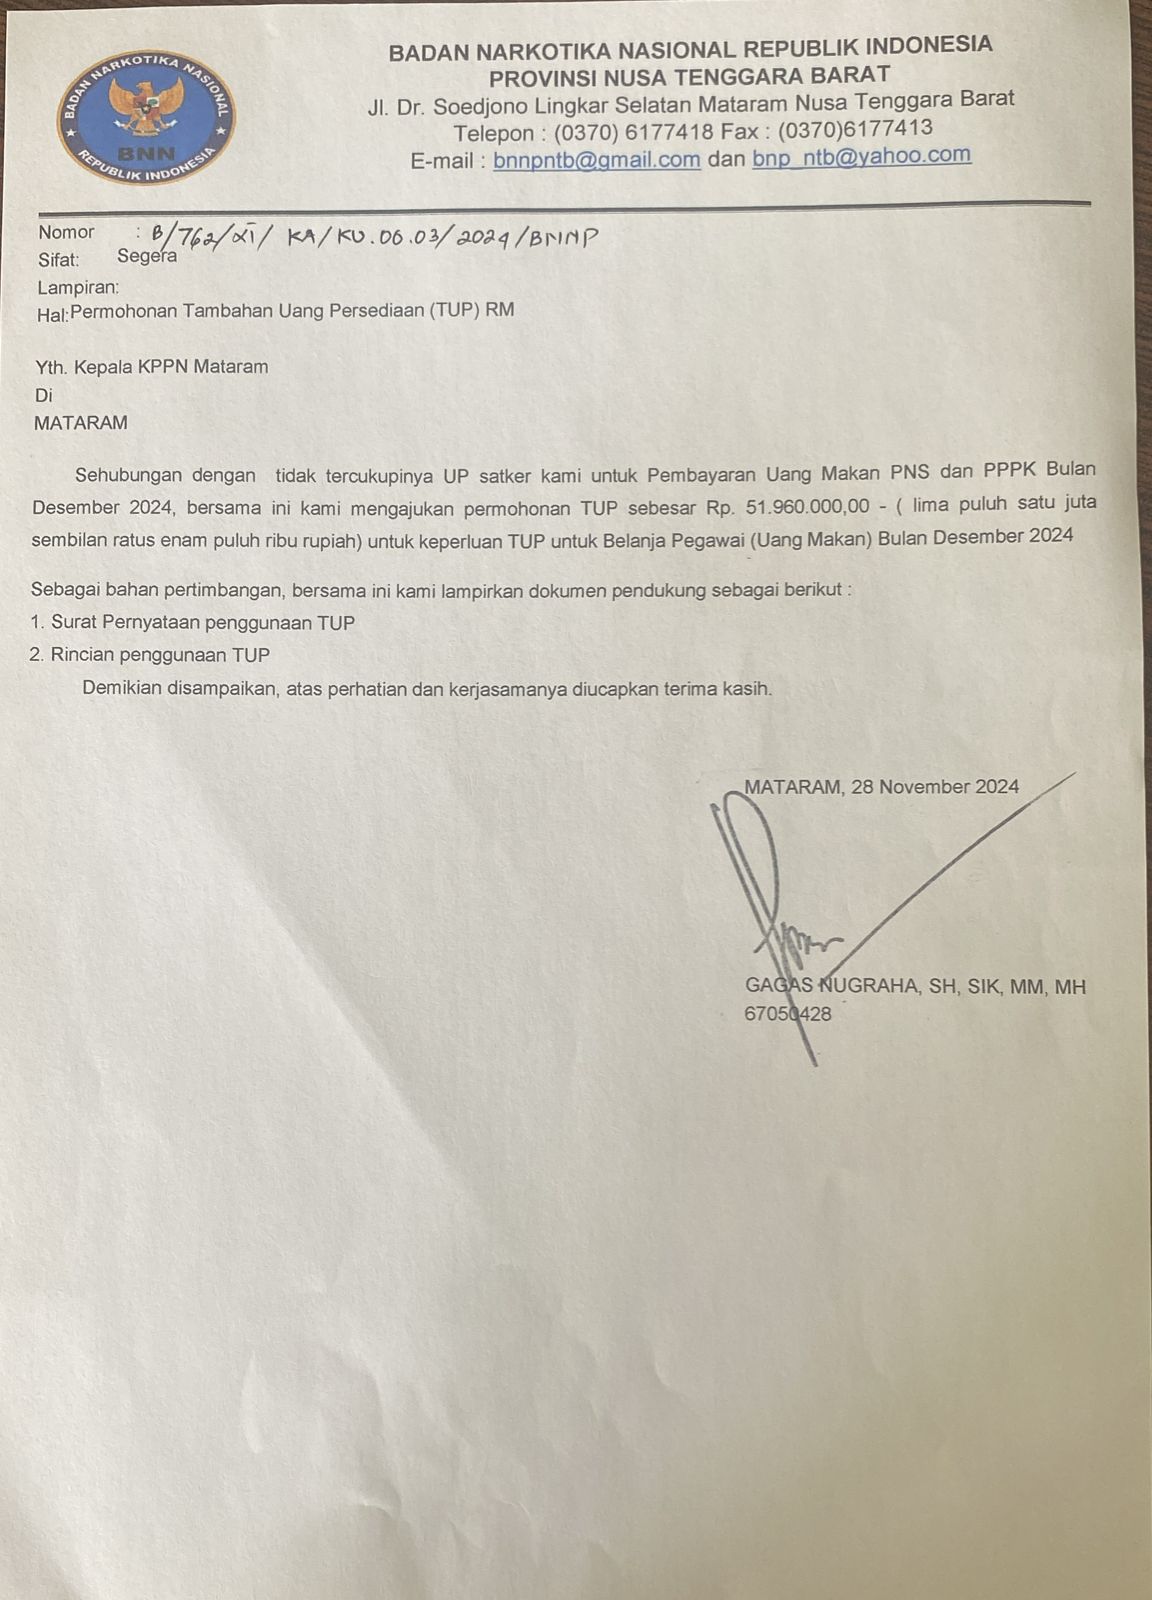 BADAN NARKOTIKA NASIONAL
BNN
REPUBLIK INDONESIA
BADAN NARKOTIKA NASIONAL REPUBLIK INDONESIA
PROVINSI NUSA TENGGARA BARAT
Jl. Dr. Soedjono Lingkar Selatan Mataram Nusa Tenggara Barat
Telepon : (0370) 6177418 Fax : (0370)6177413
E-mail : bnnpntb@gmail.com dan bnp_ntb@yahoo.com
Nomor : B/762/XI/ KA/KU.06.03/2024/BNNP
Sifat: Segera
Lampiran:
Hal:Permohonan Tambahan Uang Persediaan (TUP) RM
Yth. Kepala KPPN Mataram
Di
MATARAM
Sehubungan dengan tidak tercukupinya UP satker kami untuk Pembayaran Uang Makan PNS dan PPPK Bulan
Desember 2024, bersama ini kami mengajukan permohonan TUP sebesar Rp. 51.960.000,00 - ( lima puluh satu juta
sembilan ratus enam puluh ribu rupiah) untuk keperluan TUP untuk Belanja Pegawai (Uang Makan) Bulan Desember 2024
Sebagai bahan pertimbangan, bersama ini kami lampirkan dokumen pendukung sebagai berikut :
1. Surat Pernyataan penggunaan TUP
2. Rincian penggunaan TUP
Demikian disampaikan, atas perhatian dan kerjasamanya diucapkan terima kasih.
MATARAM, 28 November 2024
GAGAS NUGRAHA, SH, SIK, MM, MH
67050428